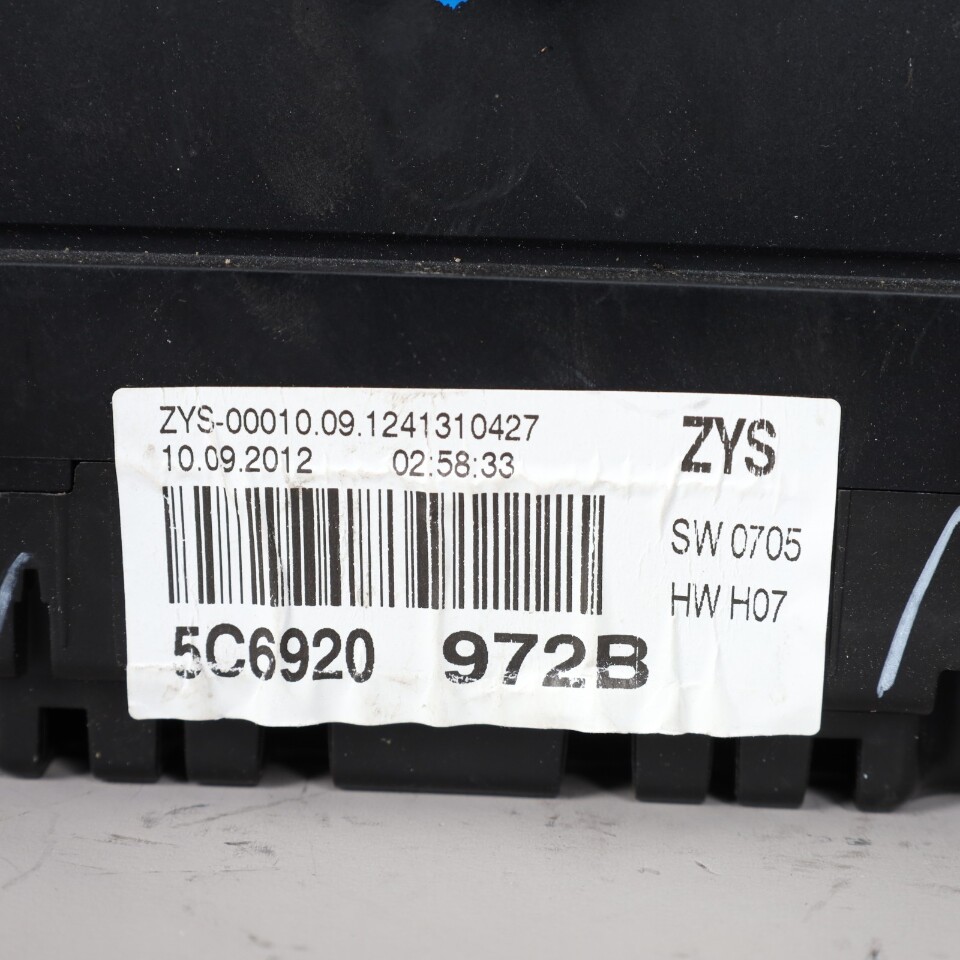 ZYS-00010.09.1241310427
10.09.2012 02:58:33
ZYS
SW 0705
HW H07
5C6920 972B